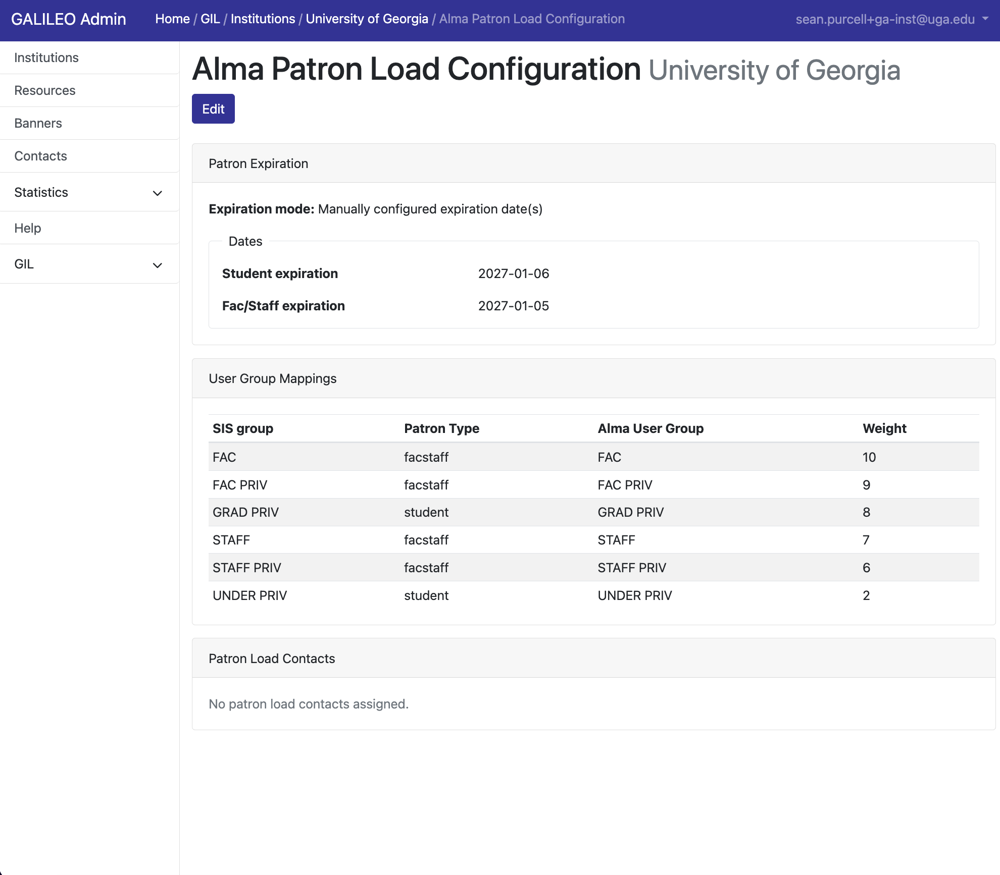 GALILEO Admin
Home / GIL / Institutions / University of Georgia / Alma Patron Load Configuration
sean.purcell+ga-inst@uga.edu
Institutions
Resources
Banners
Contacts
Statistics
Help
GIL
Alma Patron Load Configuration University of Georgia
Edit
Patron Expiration
Expiration mode: Manually configured expiration date(s)
Dates
Student expiration 2027-01-06
Fac/Staff expiration 2027-01-05
User Group Mappings
SIS group Patron Type Alma User Group Weight
FAC facstaff FAC 10
FAC PRIV facstaff FAC PRIV 9
GRAD PRIV student GRAD PRIV 8
STAFF facstaff STAFF 7
STAFF PRIV facstaff STAFF PRIV 6
UNDER PRIV student UNDER PRIV 2
Patron Load Contacts
No patron load contacts assigned.